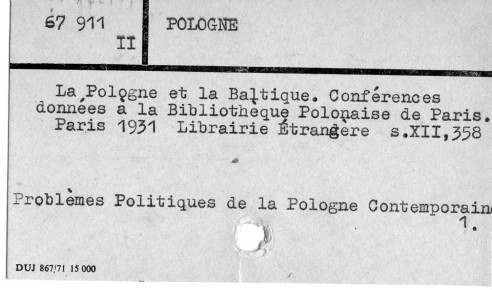 67 911
II
POLOGNE
La Pologne et la Baltique. Conférences
données à la Bibliothèque Polonaise de Paris.
Paris 1931 Librairie Étrangère s.XII,358
Problèmes Politiques de la Pologne Contemporain
1.
DUJ 867/71 15 000